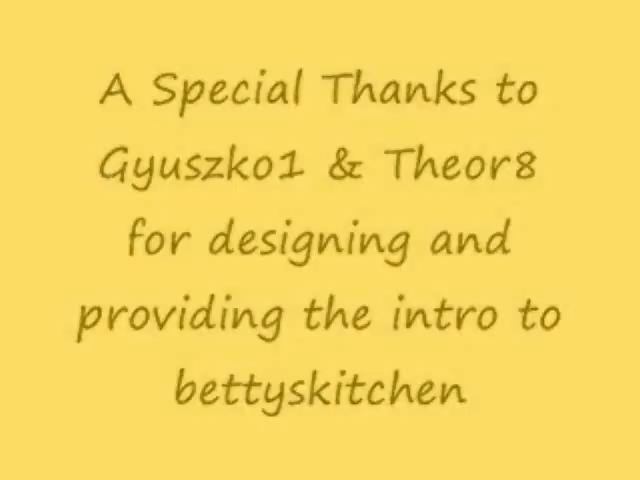 A Special Thanks to
Gyuszko1 & Theor8
for designing and
providing the intro to
bettyskitchen